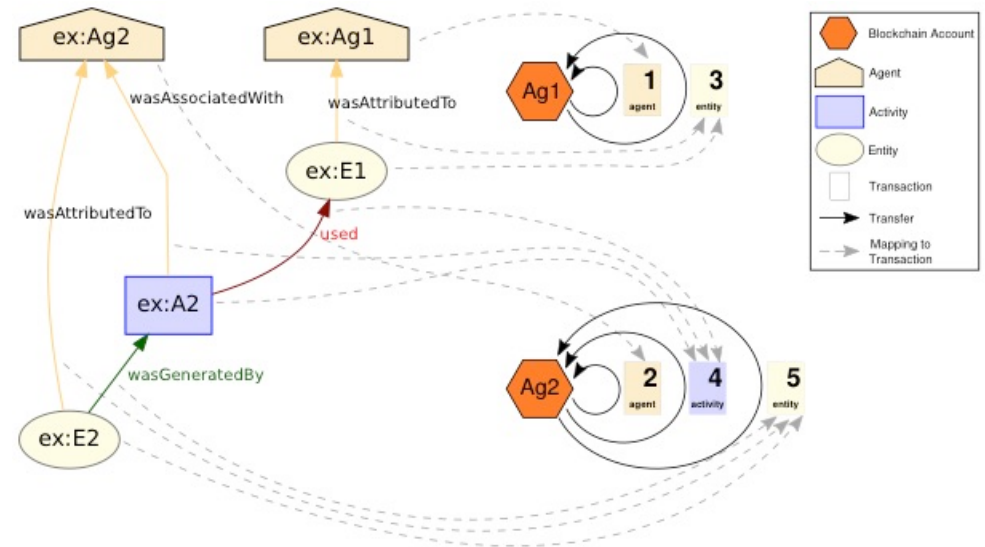 ex:Ag2
ex:Ag1
wasAssociatedWith
wasAttributedTo
ex:E1
wasAttributedTo
used
ex:A2
wasGeneratedBy
ex:E2
Ag1
1
agent
3
entity
Ag2
2
agent
4
activity
5
entity
Blockchain Account
Agent
Activity
Entity
Transaction
Transfer
Mapping to
Transaction